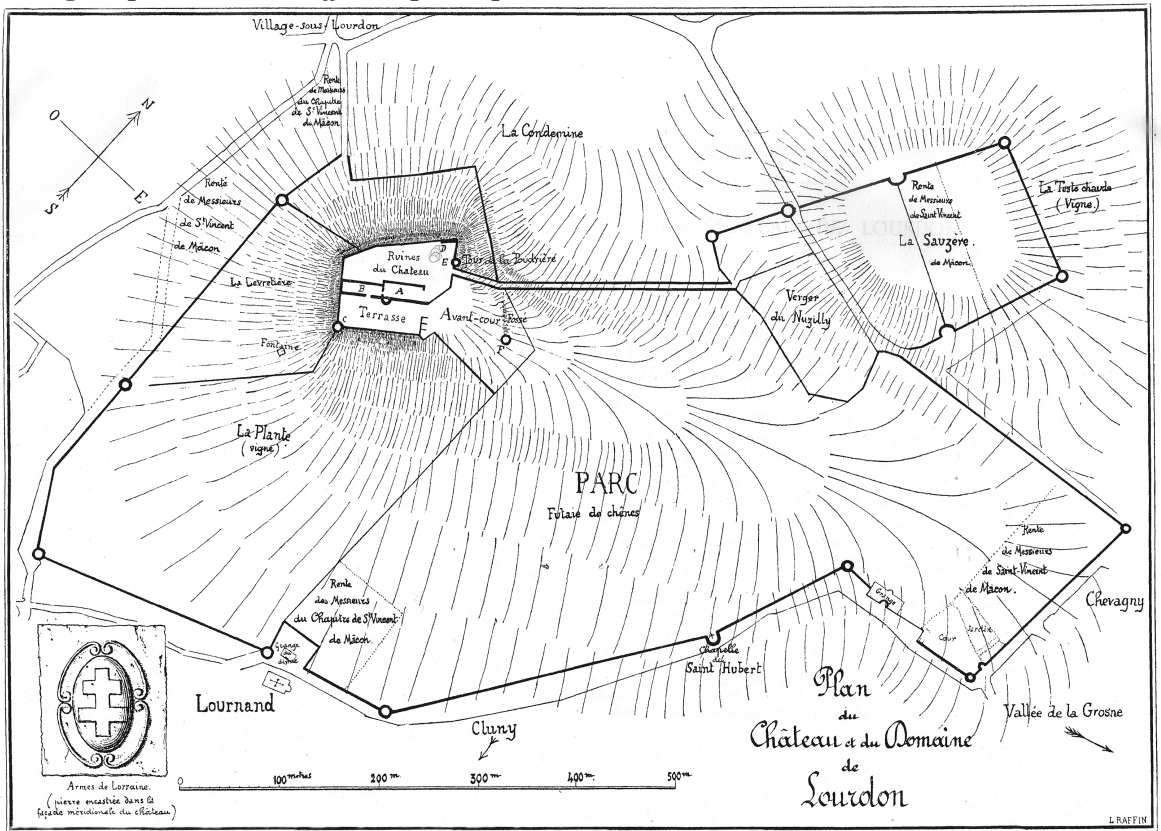 Village-sous-Lourdon
Rente
de Messieurs
du Chapitre
de St Vincent
de Mâcon
La Condemine
N
O
E
S
Rente
de Messieurs
de St Vincent
de Mâcon
Rente
de Messieurs
de Saint Vincent
La Sauzere.
de Mâcon.
La Teste chaude
(Vigne.)
Ruines
du Chateau
D
E
Tour de la Poudrière
La Levretière
B
A
Terrasse
Avant-cour
Fossé
C
F
Fontaine
Verger
du Nuzilly
La Plante
(vigne)
PARC
Futaie de chênes
Rente
de Messieurs
de Saint-Vincent
de Mâcon.
Chevagny
Grange
Cour
Jardin
Rente
des Messieurs
du Chapitre de St Vincent
de Mâcon.
Grange
du
dîmée
Chapelle
de
Saint Hubert
Lournand
Cluny
Vallée de la Grosne
Plan
du
Château et du Domaine
de
Lourdon
0 100 mètres 200 m. 300 m. 400 m. 500 m.
Armes de Lorraine.
(pierre encastrée dans la
façade méridionale du château)
L. RAFFIN